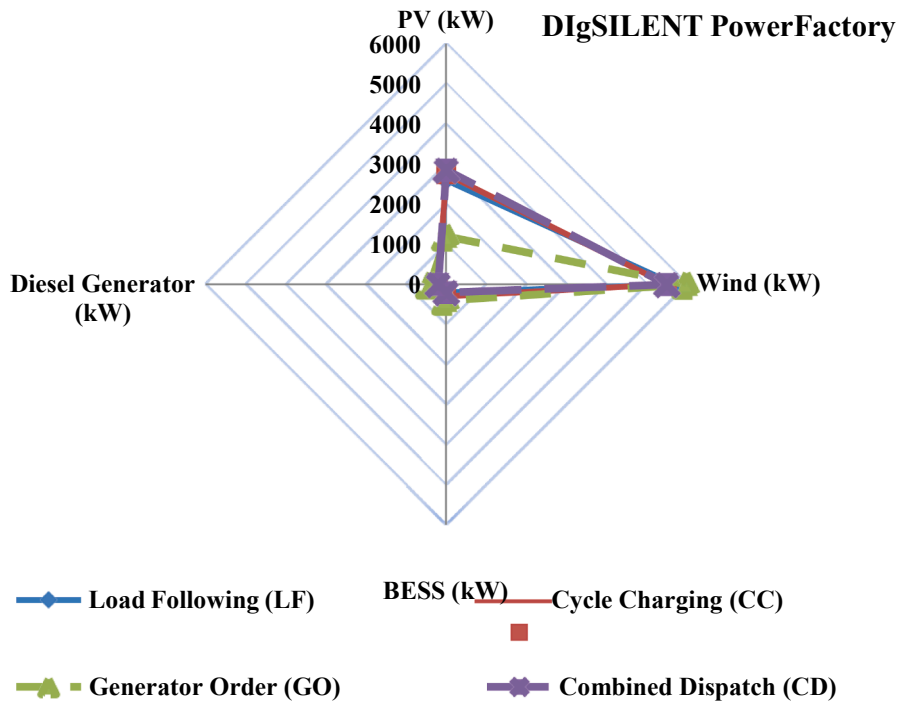 PV (kW)
DIgSILENT PowerFactory
6000
5000
4000
3000
2000
1000
0
Diesel Generator
(kW)
Wind (kW)
BESS (kW)
Load Following (LF)
Cycle Charging (CC)
Generator Order (GO)
Combined Dispatch (CD)